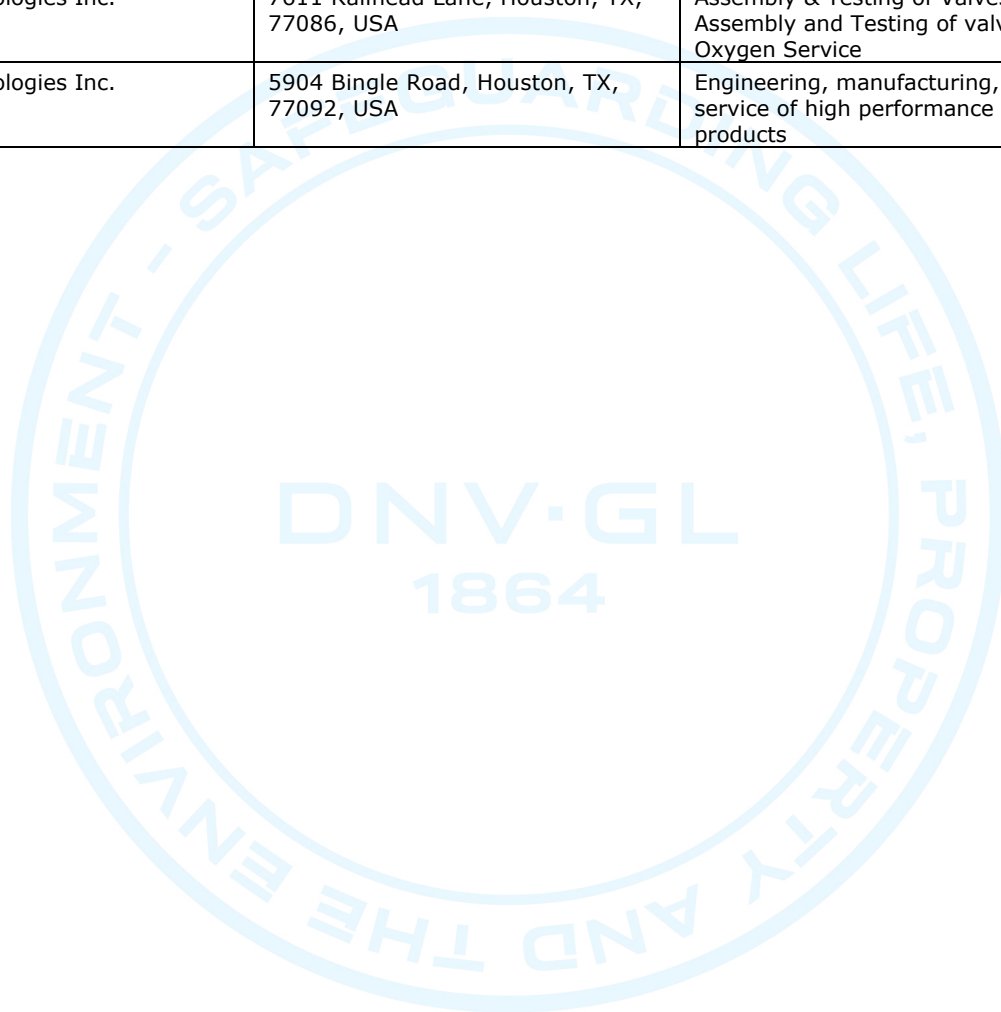 ologies Inc.
7611 Railhead Lane, Houston, TX,
77086, USA
Assembly & Testing of Valves
Assembly and Testing of valv
Oxygen Service
ologies Inc.
5904 Bingle Road, Houston, TX,
77092, USA
Engineering, manufacturing,
service of high performance
products
SAFEGUARDING LIFE, PROPERTY AND THE ENVIRONMENT -
DNV·GL
1864